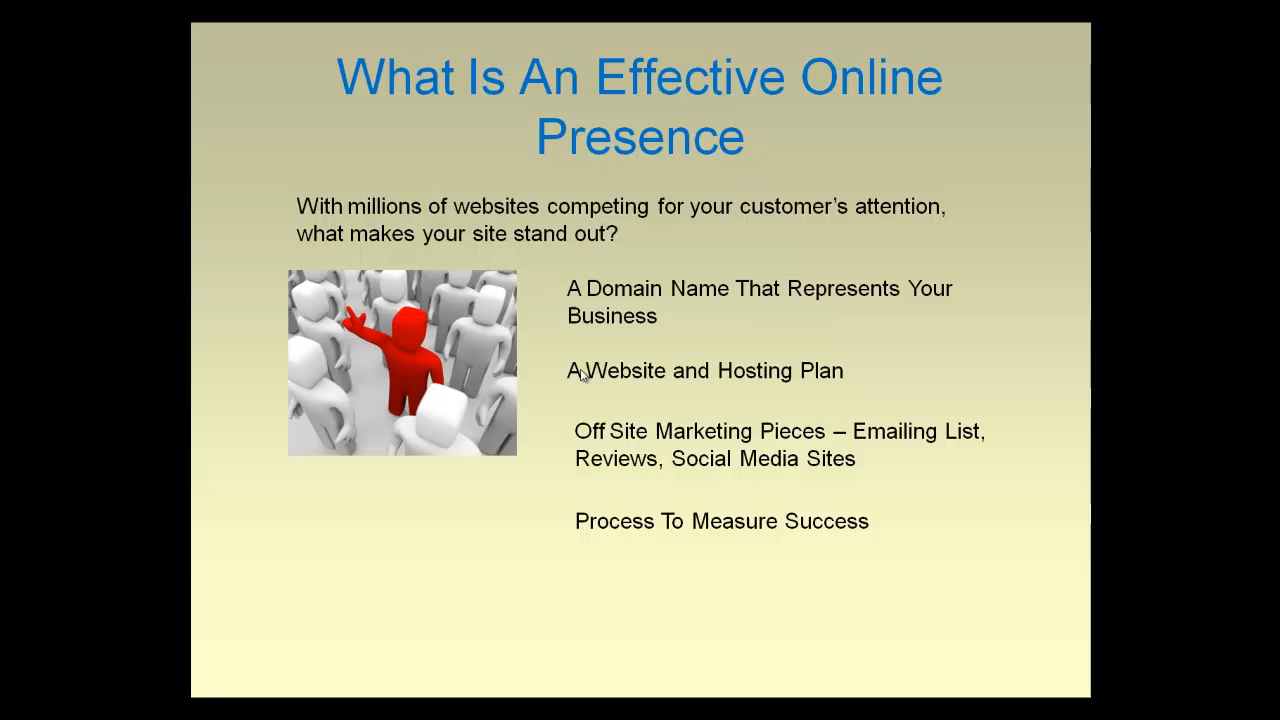 What Is An Effective Online
Presence
With millions of websites competing for your customer’s attention,
what makes your site stand out?
A Domain Name That Represents Your
Business
A Website and Hosting Plan
Off Site Marketing Pieces – Emailing List,
Reviews, Social Media Sites
Process To Measure Success